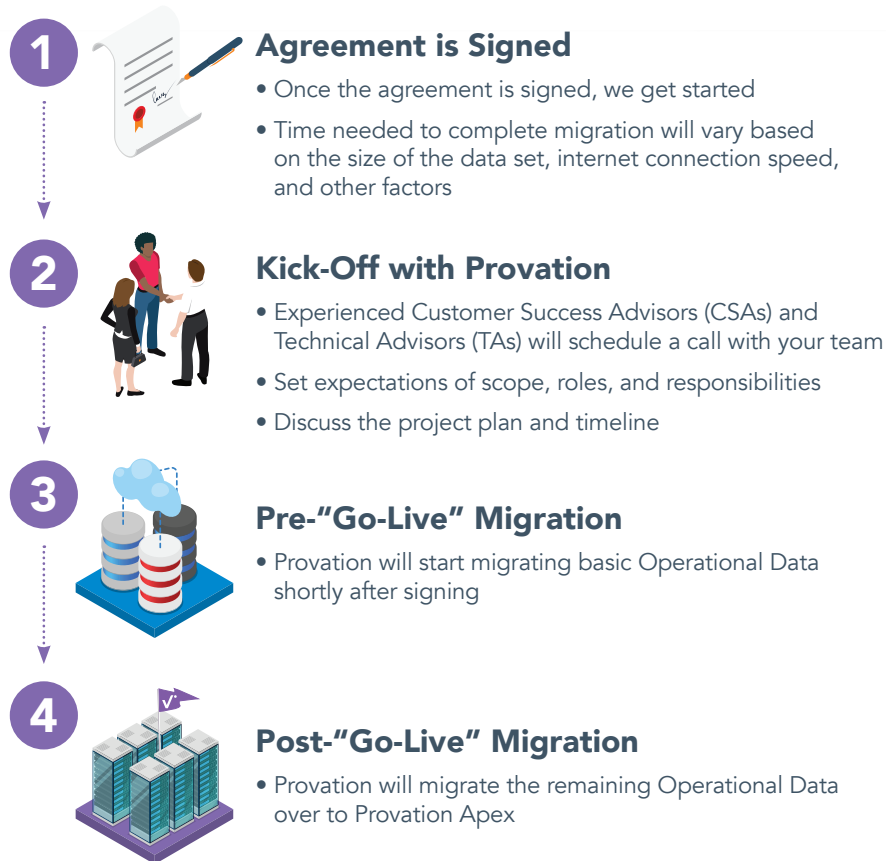 1
Agreement is Signed
• Once the agreement is signed, we get started
• Time needed to complete migration will vary based
on the size of the data set, internet connection speed,
and other factors
2
Kick-Off with Provation
• Experienced Customer Success Advisors (CSAs) and
Technical Advisors (TAs) will schedule a call with your team
• Set expectations of scope, roles, and responsibilities
• Discuss the project plan and timeline
3
Pre-“Go-Live” Migration
• Provation will start migrating basic Operational Data
shortly after signing
4
Post-“Go-Live” Migration
• Provation will migrate the remaining Operational Data
over to Provation Apex